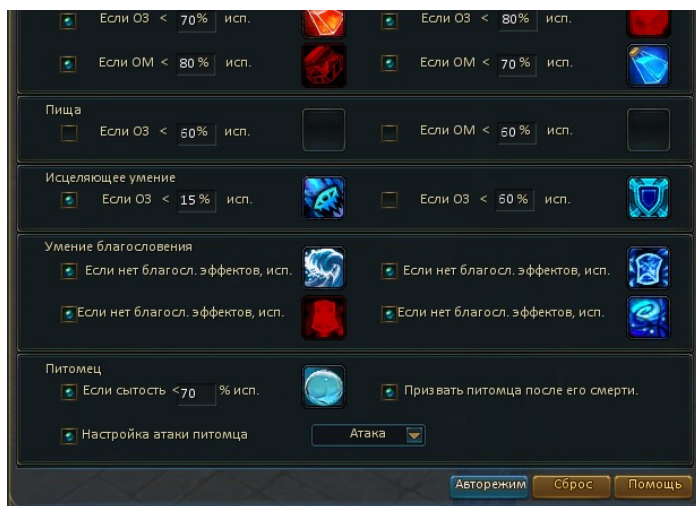 Если ОЗ < 70% исп. Если ОЗ < 80% исп.
Если ОМ < 80% исп. Если ОМ < 70% исп.
Пища
Если ОЗ < 60% исп. Если ОМ < 60% исп.
Исцеляющее умение
Если ОЗ < 15% исп. Если ОЗ < 60% исп.
Умение благословения
Если нет благосл. эффектов, исп. Если нет благосл. эффектов, исп.
Если нет благосл. эффектов, исп. Если нет благосл. эффектов, исп.
Питомец
Если сытость <70 % исп. Призвать питомца после его смерти.
Настройка атаки питомца Атака
Авторежим Сброс Помощь